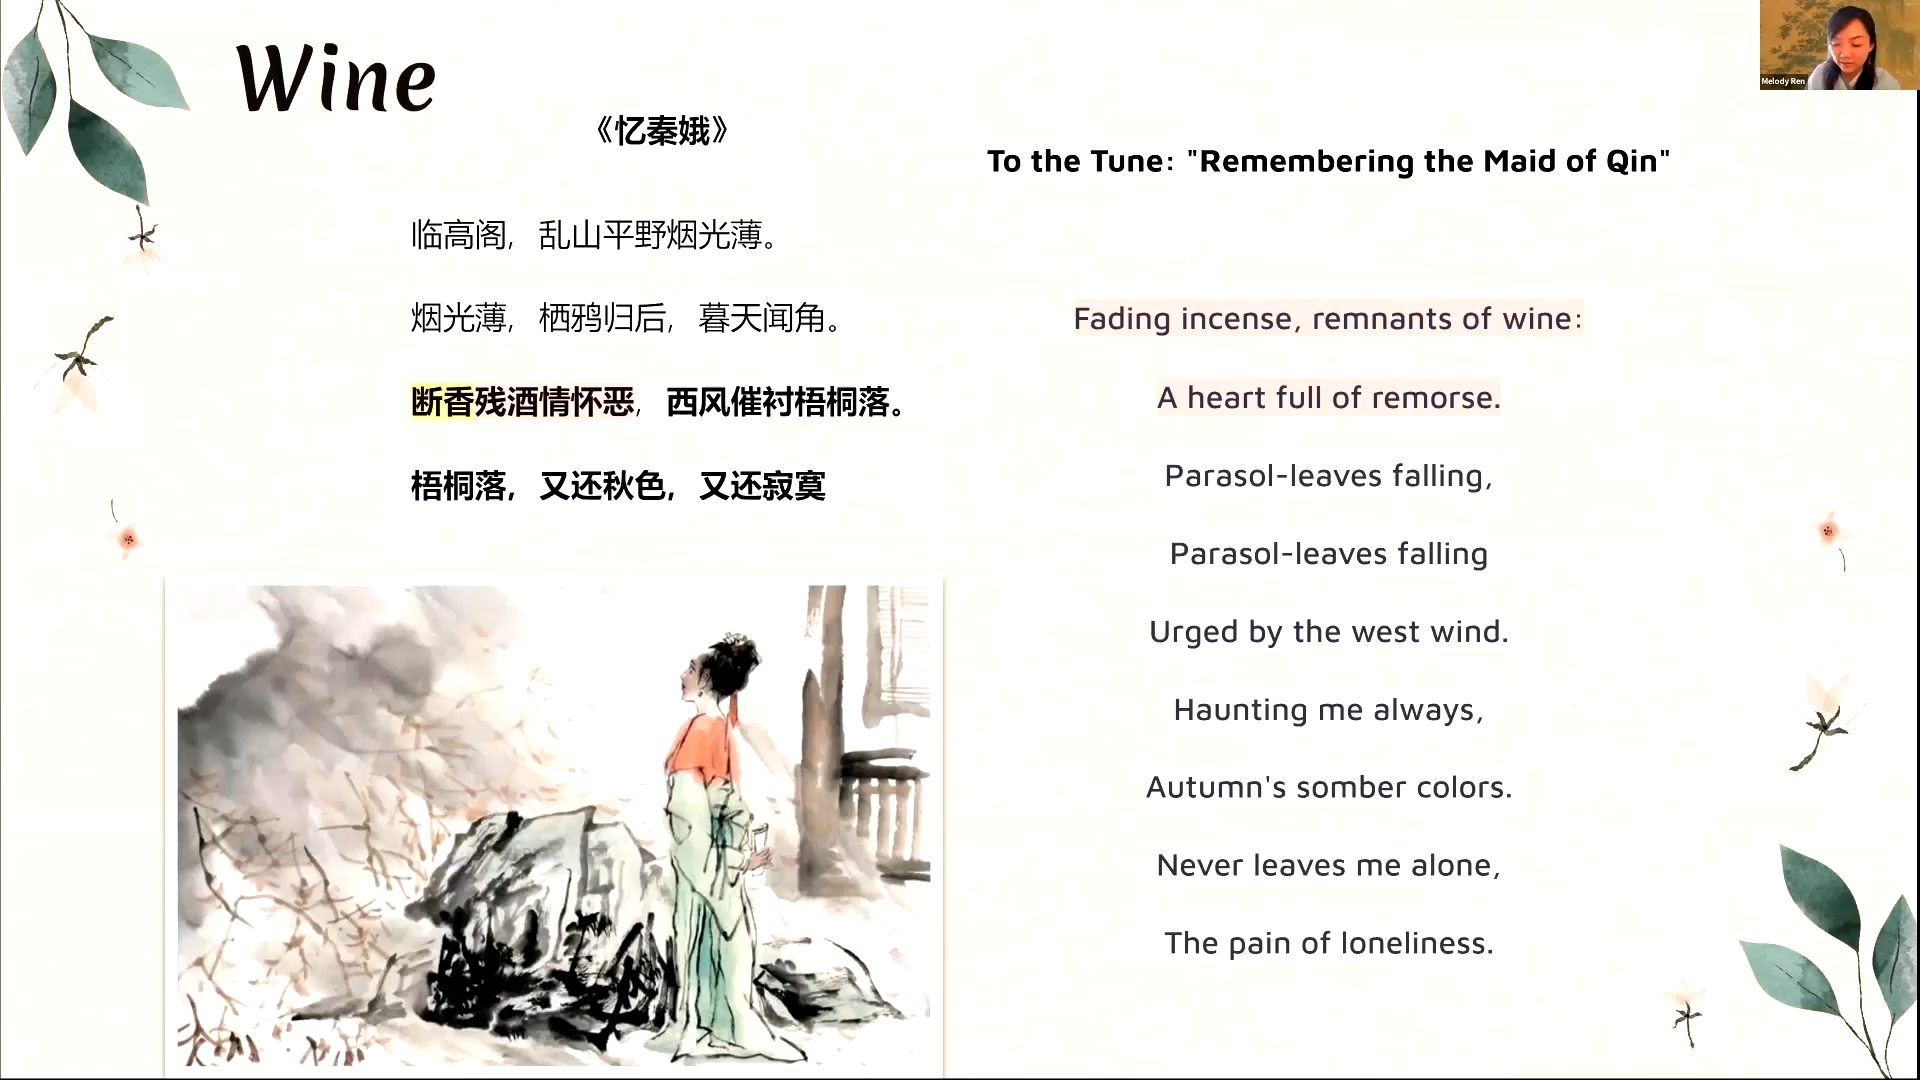 Wine
《忆秦娥》
临高阁，乱山平野烟光薄。
烟光薄，栖鸦归后，暮天闻角。
断香残酒情怀恶，西风催衬梧桐落。
梧桐落，又还秋色，又还寂寞
To the Tune: "Remembering the Maid of Qin"
Fading incense, remnants of wine:
A heart full of remorse.
Parasol-leaves falling,
Parasol-leaves falling
Urged by the west wind.
Haunting me always,
Autumn's somber colors.
Never leaves me alone,
The pain of loneliness.
Melody Ren